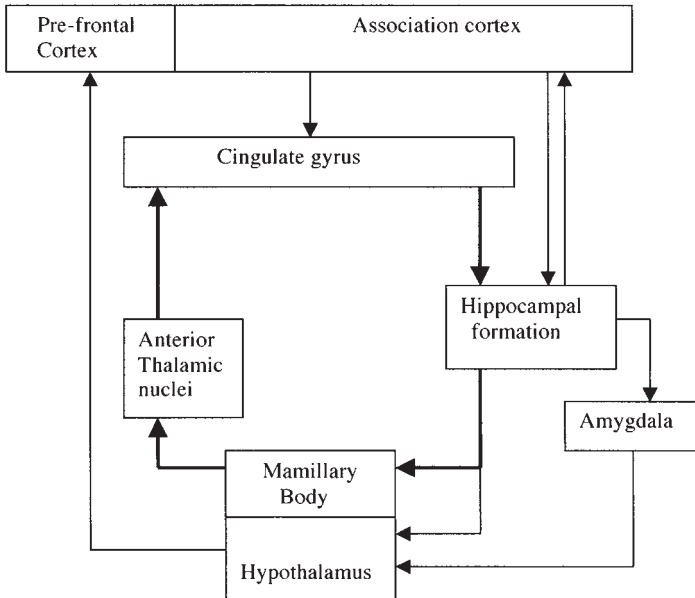 Pre-frontal
Cortex
Association cortex
Cingulate gyrus
Hippocampal
formation
Anterior
Thalamic
nuclei
Amygdala
Mamillary
Body
Hypothalamus